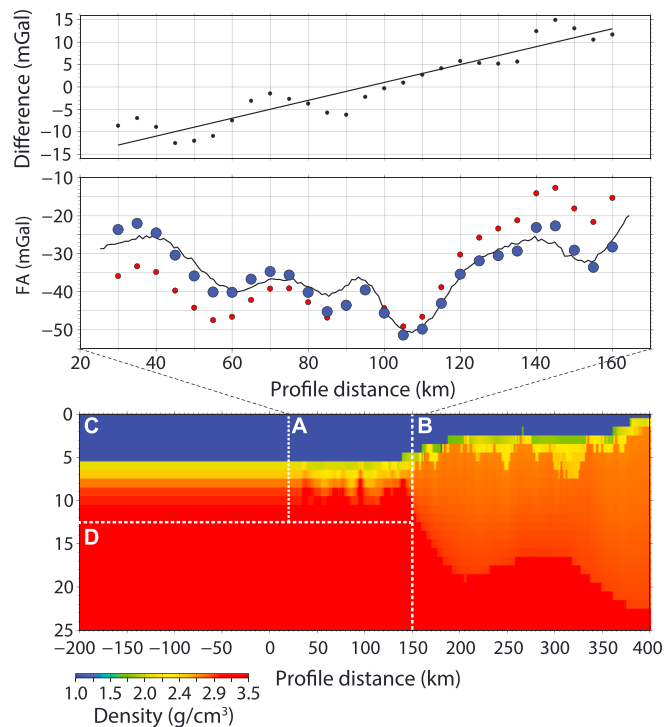 Difference (mGal)
15
10
5
0
−5
−10
−15
FA (mGal)
−10
−20
−30
−40
−50
20 40 60 80 100 120 140 160
Profile distance (km)
0
5
10
15
20
25
C A B
D
−200 −150 −100 −50 0 50 100 150 200 250 300 350 400
Profile distance (km)
1.0 1.5 2.0 2.4 2.9 3.5
Density (g/cm³)